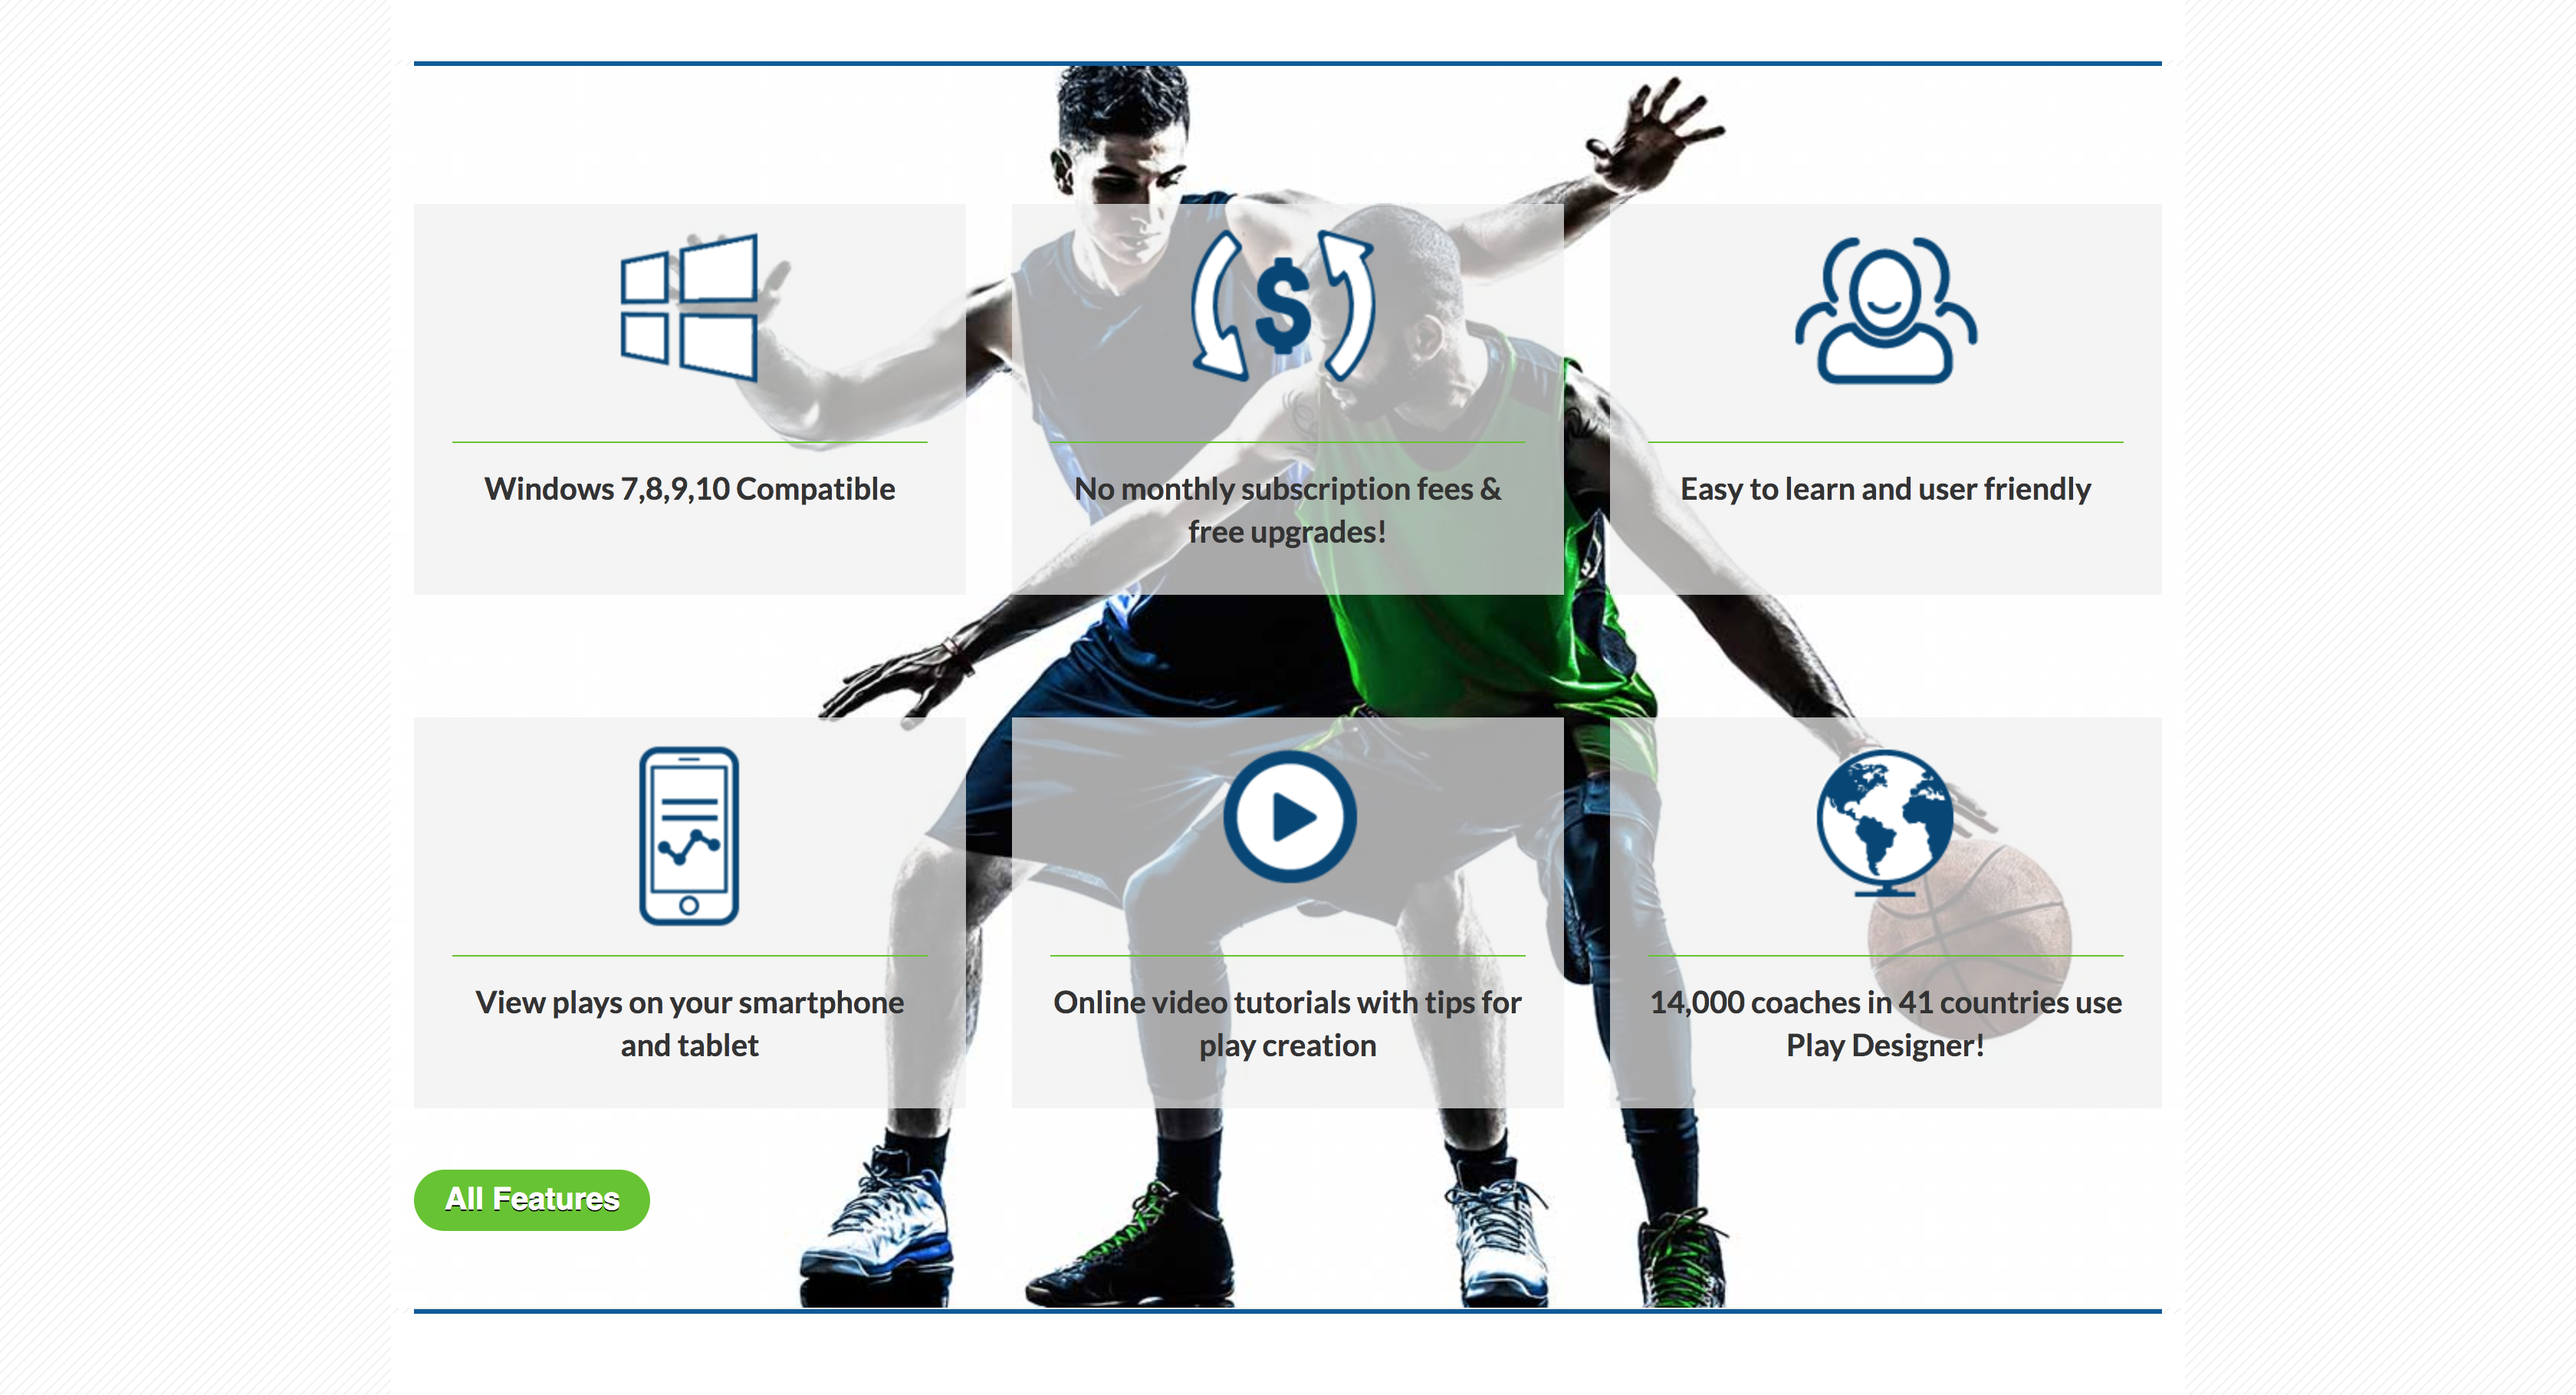 Windows 7,8,9,10 Compatible
No monthly subscription fees &
free upgrades!
Easy to learn and user friendly
View plays on your smartphone
and tablet
Online video tutorials with tips for
play creation
14,000 coaches in 41 countries use
Play Designer!
All Features